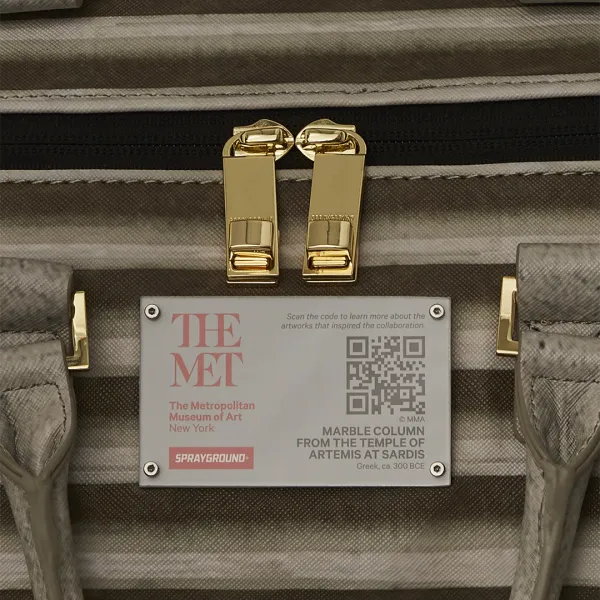 THE
MET
The Metropolitan
Museum of Art
New York
SPRAYGROUND®
Scan the code to learn more about the
artworks that inspired the collaboration.
© MMA
MARBLE COLUMN
FROM THE TEMPLE OF
ARTEMIS AT SARDIS
Greek, ca. 300 BCE